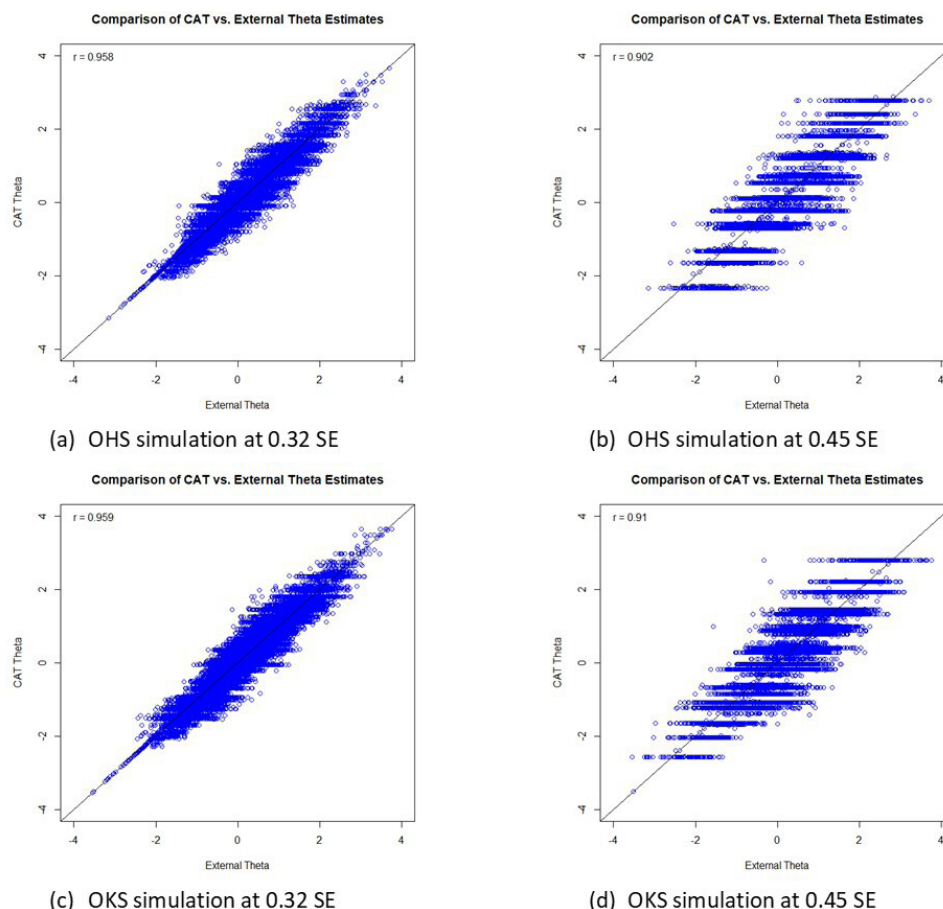 Comparison of CAT vs. External Theta Estimates
r = 0.958
CAT Theta
4
2
0
-2
-4
-4 -2 0 2 4
External Theta
(a) OHS simulation at 0.32 SE
Comparison of CAT vs. External Theta Estimates
r = 0.902
CAT Theta
4
2
0
-2
-4
-4 -2 0 2 4
External Theta
(b) OHS simulation at 0.45 SE
Comparison of CAT vs. External Theta Estimates
r = 0.959
CAT Theta
4
2
0
-2
-4
-4 -2 0 2 4
External Theta
(c) OKS simulation at 0.32 SE
Comparison of CAT vs. External Theta Estimates
r = 0.91
CAT Theta
4
2
0
-2
-4
-4 -2 0 2 4
External Theta
(d) OKS simulation at 0.45 SE